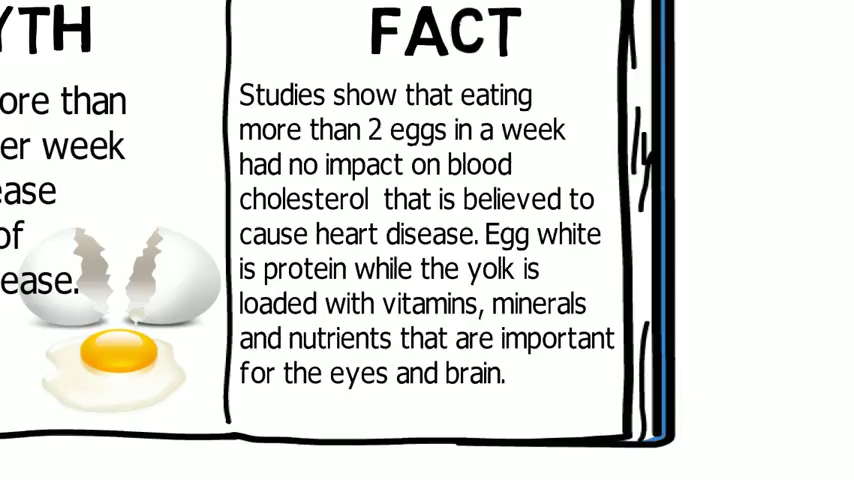 YTH
ore than
er week
ease
of
ease.
FACT
Studies show that eating
more than 2 eggs in a week
had no impact on blood
cholesterol that is believed to
cause heart disease. Egg white
is protein while the yolk is
loaded with vitamins, minerals
and nutrients that are important
for the eyes and brain.